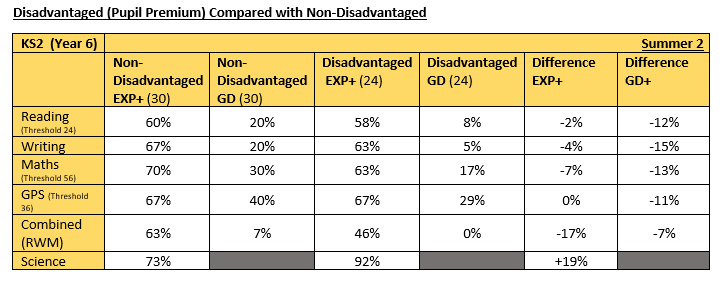 Disadvantaged (Pupil Premium) Compared with Non-Disadvantaged
KS2 (Year 6) Summer 2
Non-Disadvantaged EXP+ (30) Non-Disadvantaged GD (30) Disadvantaged EXP+ (24) Disadvantaged GD (24) Difference EXP+ Difference GD+
Reading (Threshold 24) 60% 20% 58% 8% -2% -12%
Writing 67% 20% 63% 5% -4% -15%
Maths (Threshold 56) 70% 30% 63% 17% -7% -13%
GPS (Threshold 36) 67% 40% 67% 29% 0% -11%
Combined (RWM) 63% 7% 46% 0% -17% -7%
Science 73% 92% +19%